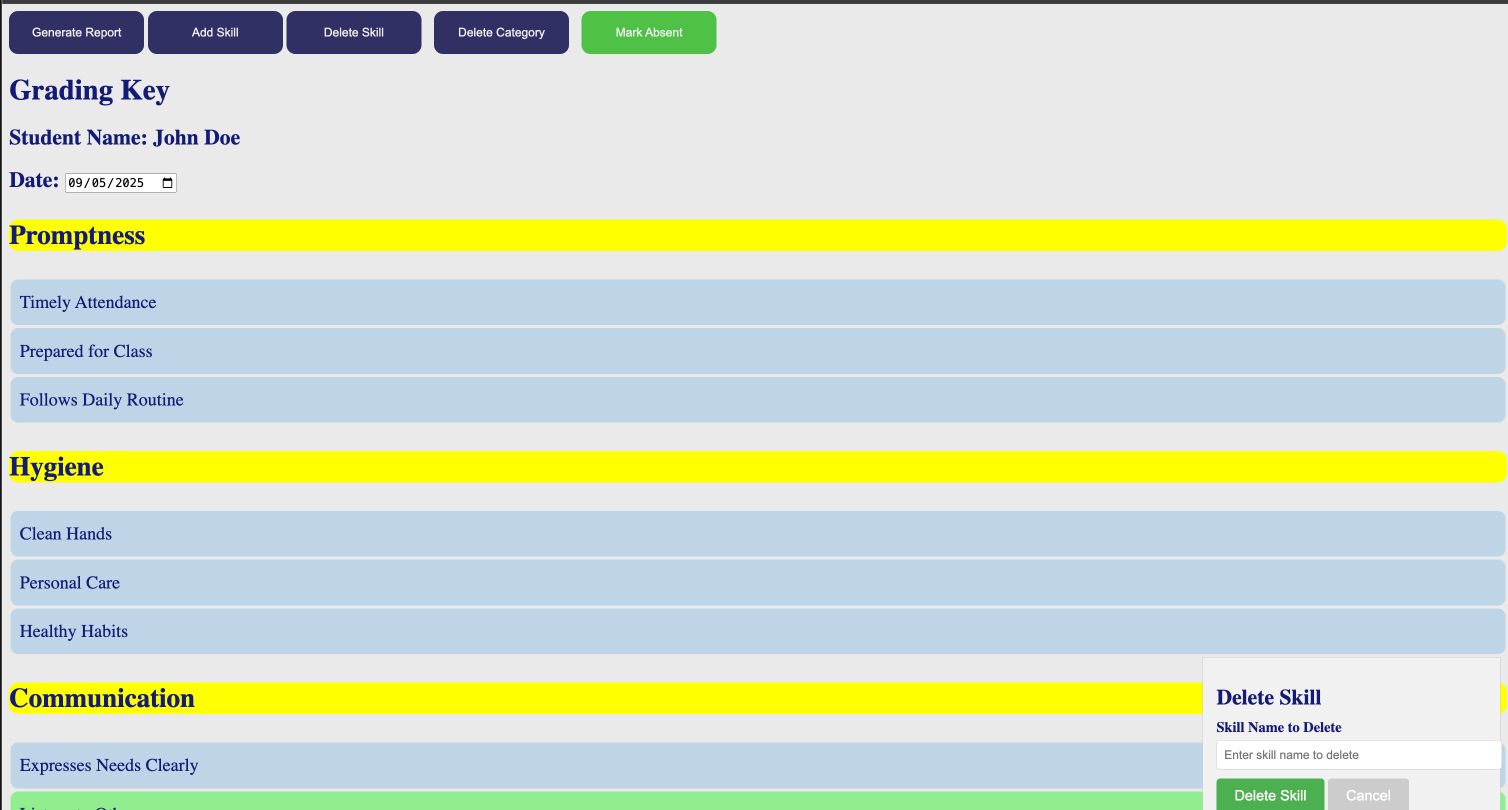 Generate Report Add Skill Delete Skill Delete Category Mark Absent
Grading Key
Student Name: John Doe
Date: 09/05/2025
Promptness
Timely Attendance
Prepared for Class
Follows Daily Routine
Hygiene
Clean Hands
Personal Care
Healthy Habits
Communication
Expresses Needs Clearly
Delete Skill
Skill Name to Delete
Enter skill name to delete
Delete Skill Cancel